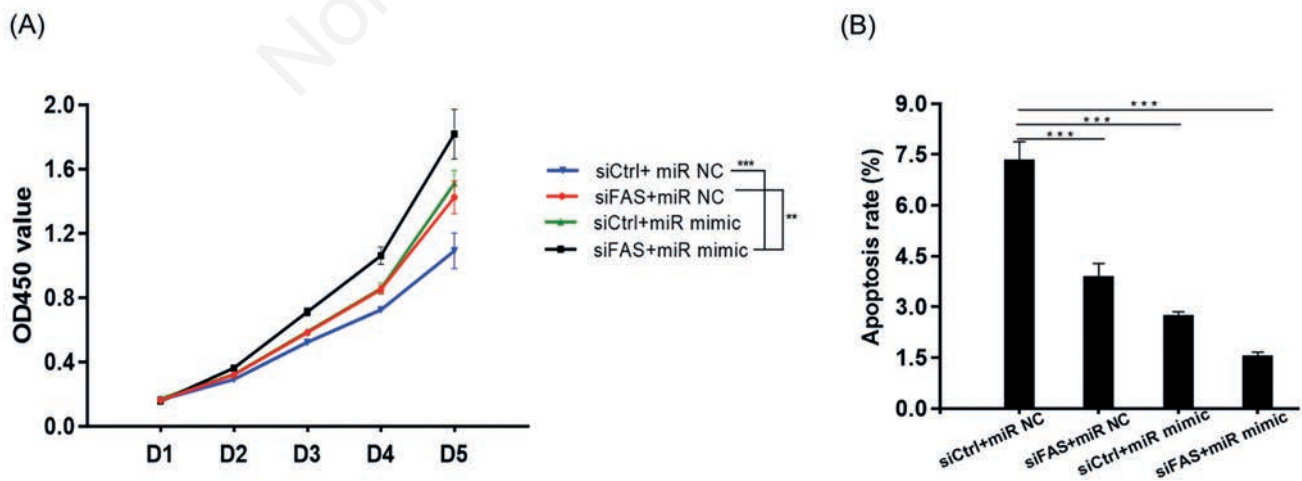 (A)
OD450 value
2.0
1.6
1.2
0.8
0.4
0.0
D1 D2 D3 D4 D5
siCtrl+ miR NC
siFAS+miR NC
siCtrl+miR mimic
siFAS+miR mimic
***
**
(B)
Apoptosis rate (%)
9.0
7.5
6.0
4.5
3.0
1.5
0.0
***
***
***
siCtrl+miR NC
siFAS+miR NC
siCtrl+miR mimic
siFAS+miR mimic